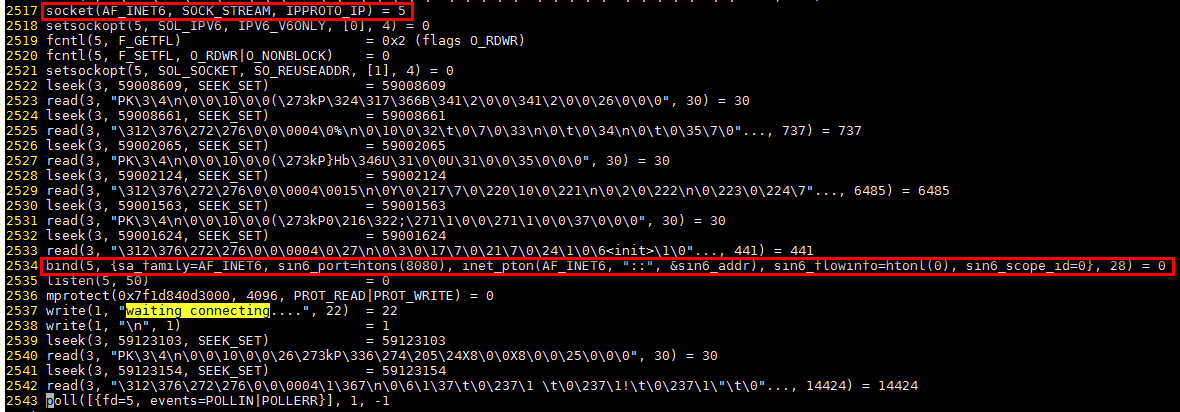 2517 socket(AF_INET6, SOCK_STREAM, IPPROTO_IP) = 5
2518 setsockopt(5, SOL_IPV6, IPV6_V6ONLY, [0], 4) = 0
2519 fcntl(5, F_GETFL)                       = 0x2 (flags O_RDWR)
2520 fcntl(5, F_SETFL, O_RDWR|O_NONBLOCK)    = 0
2521 setsockopt(5, SOL_SOCKET, SO_REUSEADDR, [1], 4) = 0
2522 lseek(3, 59008609, SEEK_SET)            = 59008609
2523 read(3, "PK\3\4\n\0\0\10\0\0(\273kP\324\317\366B\341\2\0\0\341\2\0\0\26\0\0\0", 30) = 30
2524 lseek(3, 59008661, SEEK_SET)            = 59008661
2525 read(3, "\312\376\272\276\0\0\0004\0%\n\0\10\0\32\t\0\7\0\33\n\0\t\0\34\n\0\t\0\35\7\0"..., 737) = 737
2526 lseek(3, 59002065, SEEK_SET)            = 59002065
2527 read(3, "PK\3\4\n\0\0\10\0\0(\273kP}Hb\346U\31\0\0U\31\0\0\35\0\0\0", 30) = 30
2528 lseek(3, 59002124, SEEK_SET)            = 59002124
2529 read(3, "\312\376\272\276\0\0\0004\0015\n\0Y\0\217\7\0\220\10\0\221\n\0\2\0\222\n\0\223\0\224\7"..., 6485) = 6485
2530 lseek(3, 59001563, SEEK_SET)            = 59001563
2531 read(3, "PK\3\4\n\0\0\10\0\0(\273kP0\216\322;\271\1\0\0\271\1\0\0\37\0\0\0", 30) = 30
2532 lseek(3, 59001624, SEEK_SET)            = 59001624
2533 read(3, "\312\376\272\276\0\0\0004\0\27\n\0\3\0\17\7\0\21\7\0\24\1\0\6<init>\1\0"..., 441) = 441
2534 bind(5, {sa_family=AF_INET6, sin6_port=htons(8080), inet_pton(AF_INET6, "::", &sin6_addr), sin6_flowinfo=htonl(0), sin6_scope_id=0}, 28) = 0
2535 listen(5, 50)                           = 0
2536 mprotect(0x7f1d840d3000, 4096, PROT_READ|PROT_WRITE) = 0
2537 write(1, "waiting connecting....", 22)  = 22
2538 write(1, "\n", 1)                       = 1
2539 lseek(3, 59123103, SEEK_SET)            = 59123103
2540 read(3, "PK\3\4\n\0\0\10\0\0\26\273kP\336\274\205\24X8\0\0X8\0\0\25\0\0\0", 30) = 30
2541 lseek(3, 59123154, SEEK_SET)            = 59123154
2542 read(3, "\312\376\272\276\0\0\0004\1\367\n\0\6\1\37\t\0\237\1 \t\0\237\1!\t\0\237\1\"\t\0"..., 14424) = 14424
2543 poll([{fd=5, events=POLLIN|POLLERR}], 1, -1